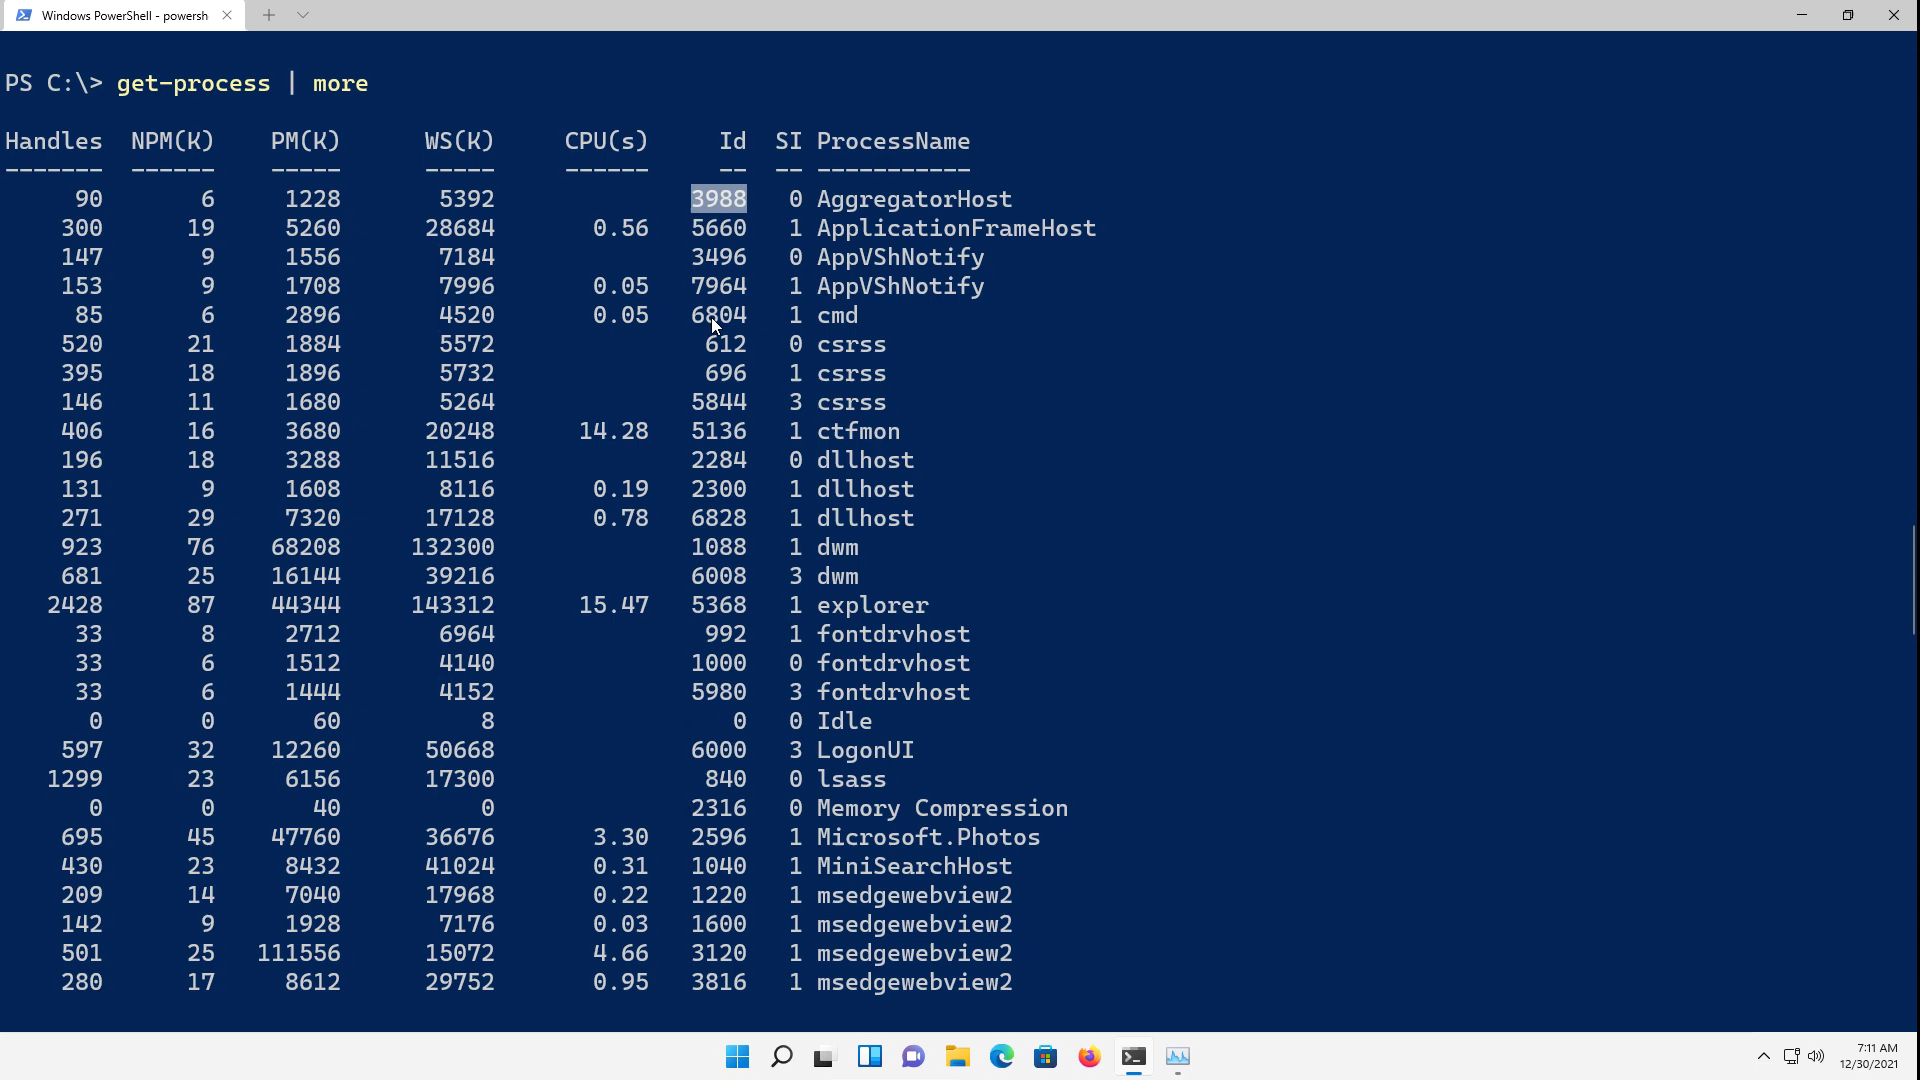 Windows PowerShell - powersh
PS C:\> get-process | more
Handles NPM(K) PM(K) WS(K) CPU(s) Id SI ProcessName
------- ------ ----- ----- ------ -- -- -----------
90 6 1228 5392 3988 0 AggregatorHost
300 19 5260 28684 0.56 5660 1 ApplicationFrameHost
147 9 1556 7184 3496 0 AppVShNotify
153 9 1708 7996 0.05 7964 1 AppVShNotify
85 6 2896 4520 0.05 6804 1 cmd
520 21 1884 5572 612 0 csrss
395 18 1896 5732 696 1 csrss
146 11 1680 5264 5844 3 csrss
406 16 3680 20248 14.28 5136 1 ctfmon
196 18 3288 11516 2284 0 dllhost
131 9 1608 8116 0.19 2300 1 dllhost
271 29 7320 17128 0.78 6828 1 dllhost
923 76 68208 132300 1088 1 dwm
681 25 16144 39216 6008 3 dwm
2428 87 44344 143312 15.47 5368 1 explorer
33 8 2712 6964 992 1 fontdrvhost
33 6 1512 4140 1000 0 fontdrvhost
33 6 1444 4152 5980 3 fontdrvhost
0 0 60 8 0 0 Idle
597 32 12260 50668 6000 3 LogonUI
1299 23 6156 17300 840 0 lsass
0 0 40 0 2316 0 Memory Compression
695 45 47760 36676 3.30 2596 1 Microsoft.Photos
430 23 8432 41024 0.31 1040 1 MiniSearchHost
209 14 7040 17968 0.22 1220 1 msedgewebview2
142 9 1928 7176 0.03 1600 1 msedgewebview2
501 25 111556 15072 4.66 3120 1 msedgewebview2
280 17 8612 29752 0.95 3816 1 msedgewebview2
7:11 AM
12/30/2021